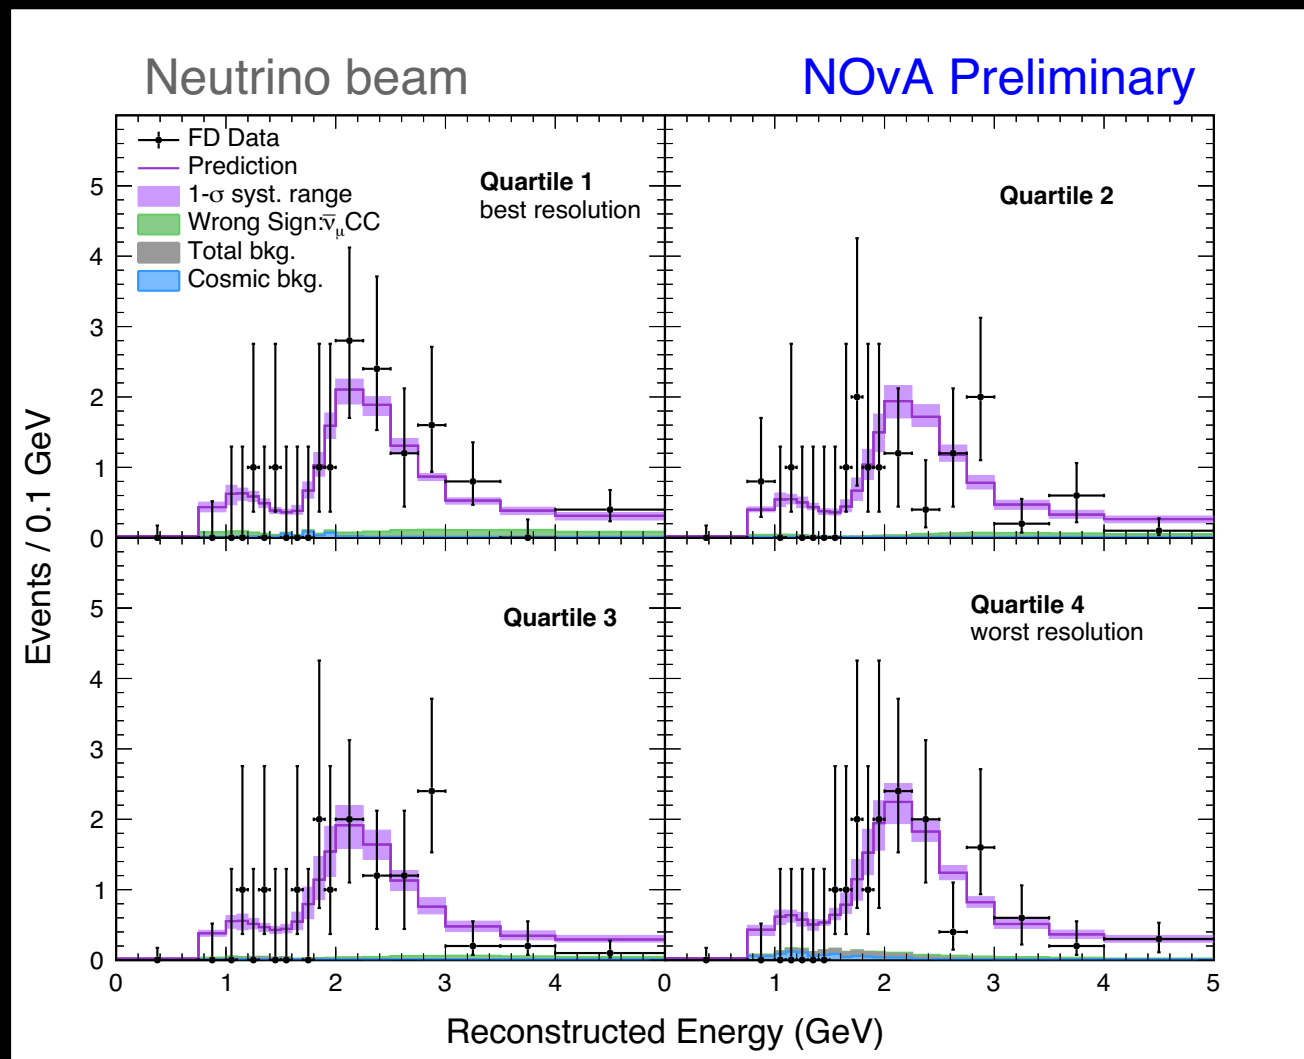 Neutrino beam
NOvA Preliminary
FD Data
Prediction
1-σ syst. range
Wrong Sign:ν̅μCC
Total bkg.
Cosmic bkg.
Quartile 1
best resolution
Quartile 2
5
4
3
2
1
0
Quartile 3
Quartile 4
worst resolution
5
4
3
2
1
0
0 1 2 3 4 0 1 2 3 4 5
Events / 0.1 GeV
Reconstructed Energy (GeV)